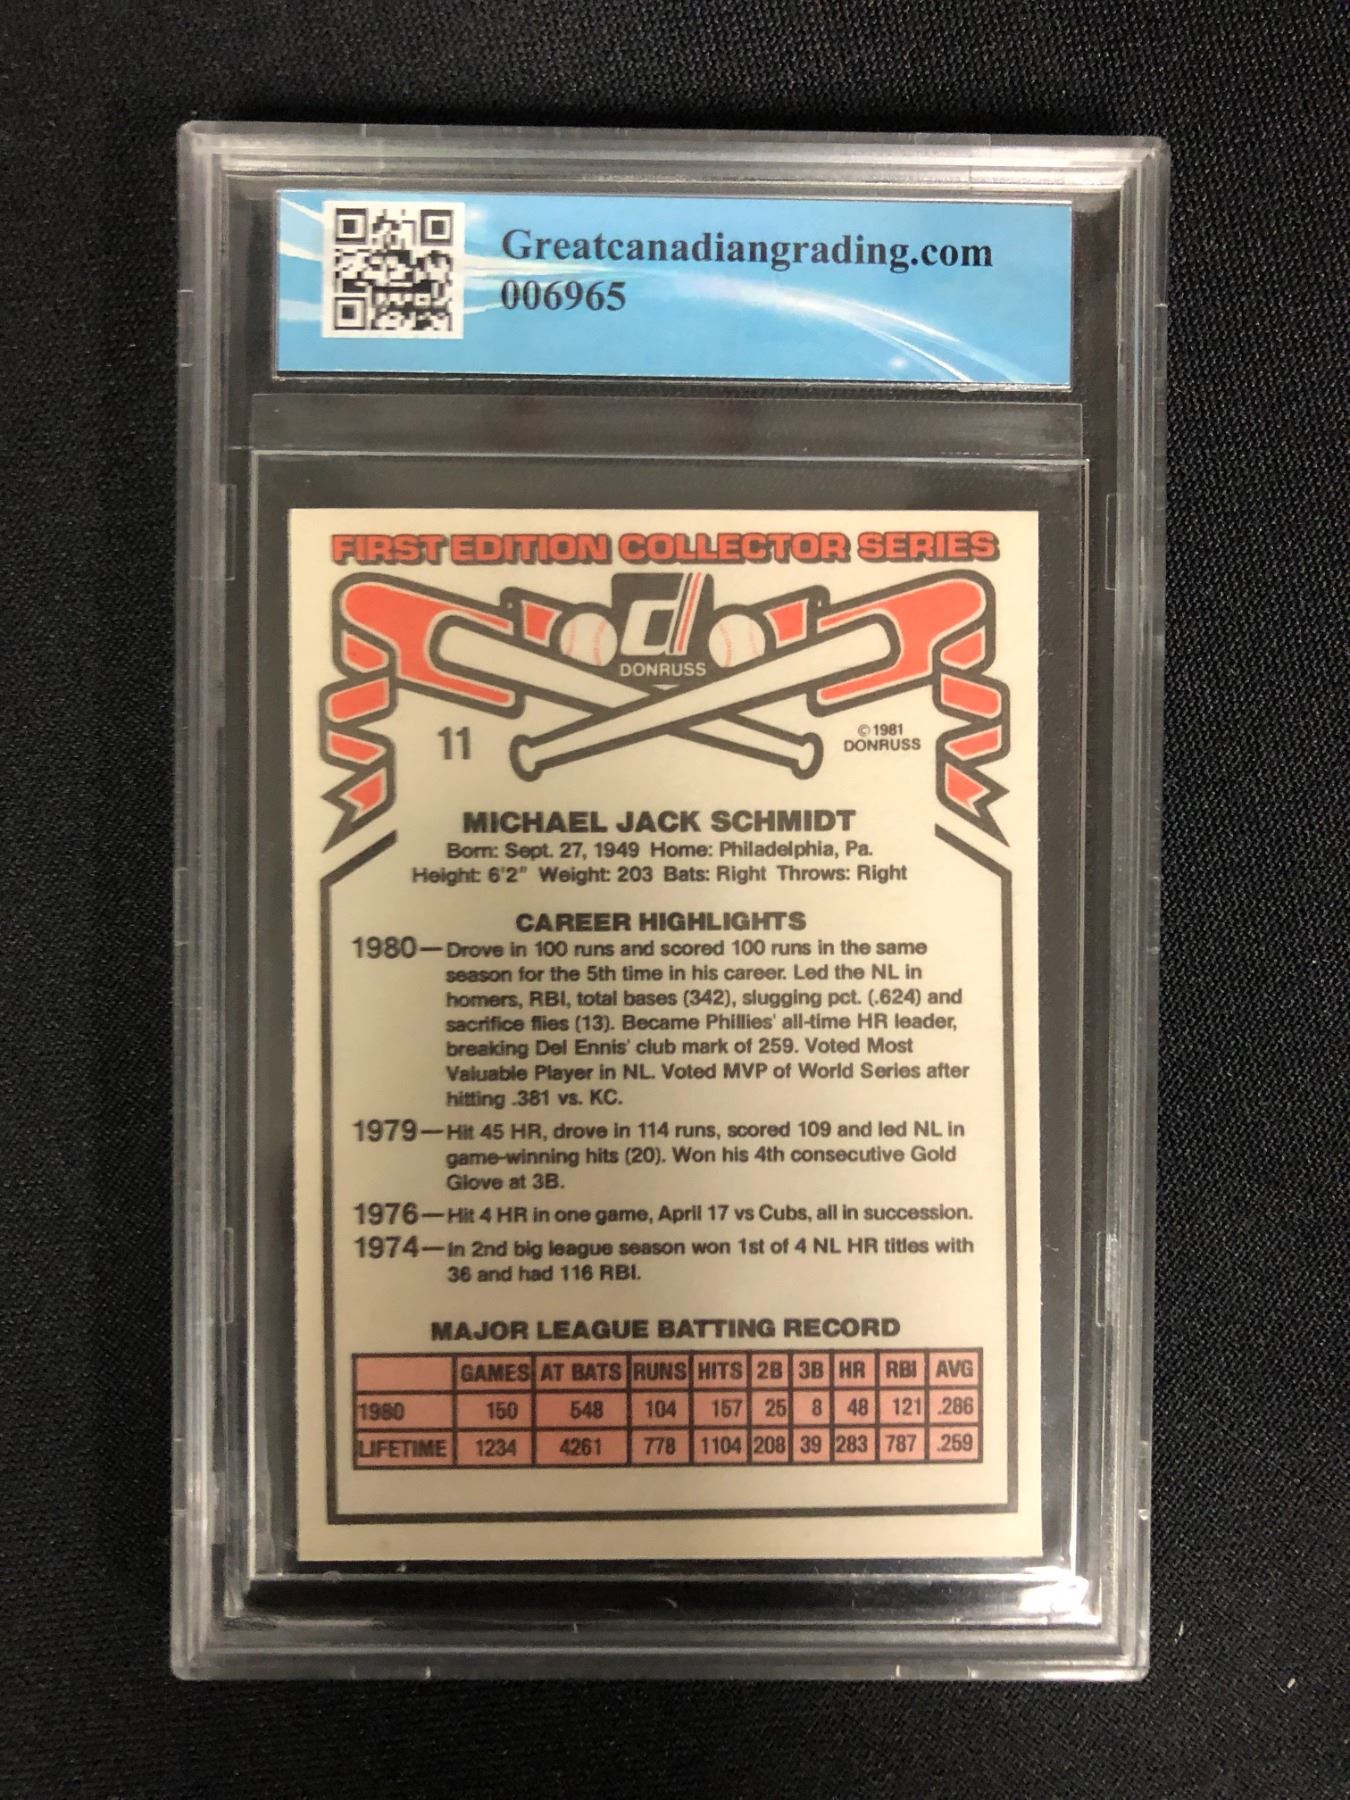 Greatcanadiangrading.com
006965
FIRST EDITION COLLECTOR SERIES
d
DONRUSS
11
© 1981
DONRUSS
MICHAEL JACK SCHMIDT
Born: Sept. 27, 1949 Home: Philadelphia, Pa.
Height: 6'2" Weight: 203 Bats: Right Throws: Right
CAREER HIGHLIGHTS
1980—Drove in 100 runs and scored 100 runs in the same
season for the 5th time in his career. Led the NL in
homers, RBI, total bases (342), slugging pct. (.624) and
sacrifice flies (13). Became Phillies' all-time HR leader,
breaking Del Ennis' club mark of 259. Voted Most
Valuable Player in NL. Voted MVP of World Series after
hitting .381 vs. KC.
1979—Hit 45 HR, drove in 114 runs, scored 109 and led NL in
game-winning hits (20). Won his 4th consecutive Gold
Glove at 3B.
1976—Hit 4 HR in one game, April 17 vs Cubs, all in succession.
1974—In 2nd big league season won 1st of 4 NL HR titles with
36 and had 116 RBI.
MAJOR LEAGUE BATTING RECORD
GAMES AT BATS RUNS HITS 2B 3B HR RBI AVG
1980 150 548 104 157 25 8 48 121 .286
LIFETIME 1234 4261 778 1104 208 39 283 787 .259